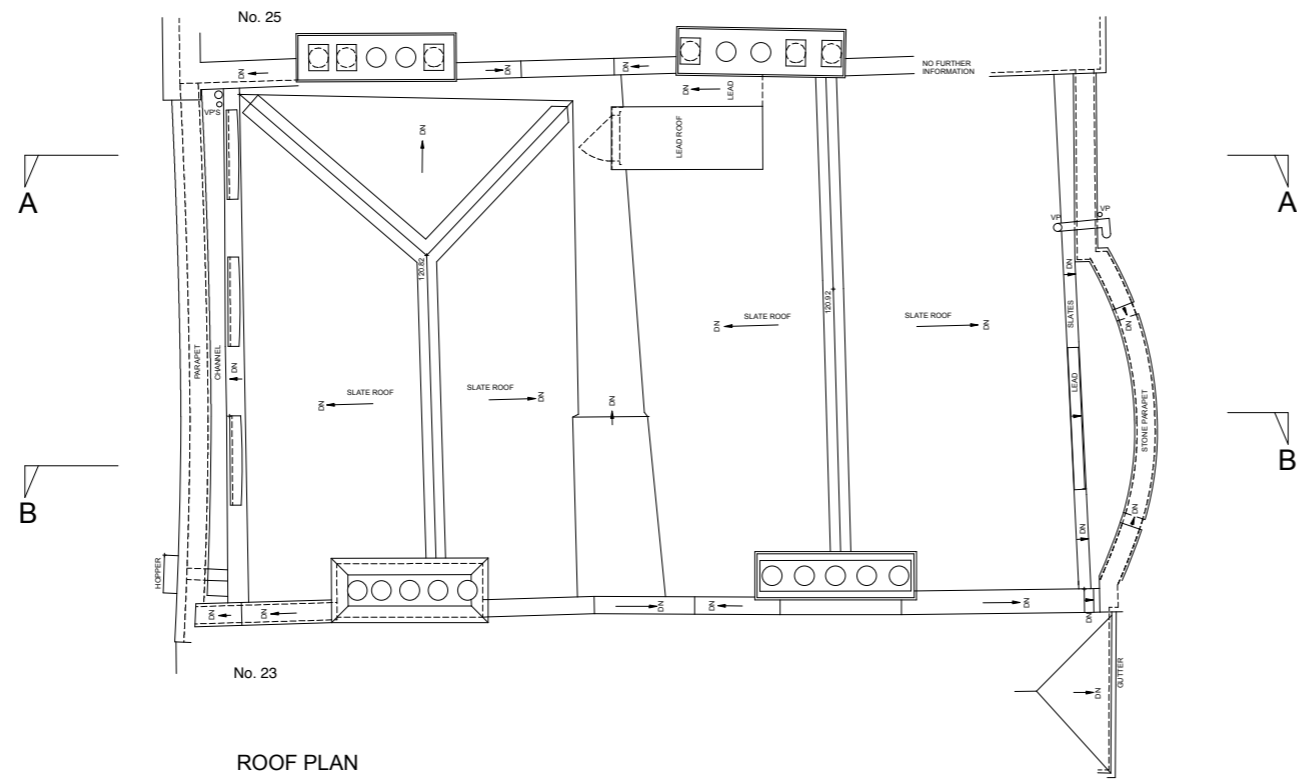 No. 25
DN
DN
DN
DN
LEAD
NO FURTHER
INFORMATION
VP'S
DN
LEAD ROOF
A
A
VP
VP
120.82
120.92
DN
SLATES
PARAPET
CHANNEL
DN
SLATE ROOF
DN
SLATE ROOF
DN
SLATE ROOF
DN
SLATE ROOF
DN
DN
LEAD
STONE PARAPET
DN
B
B
DN
DN
HOPPER
DN
DN
DN
DN
DN
DN
No. 23
DN
GUTTER
ROOF PLAN